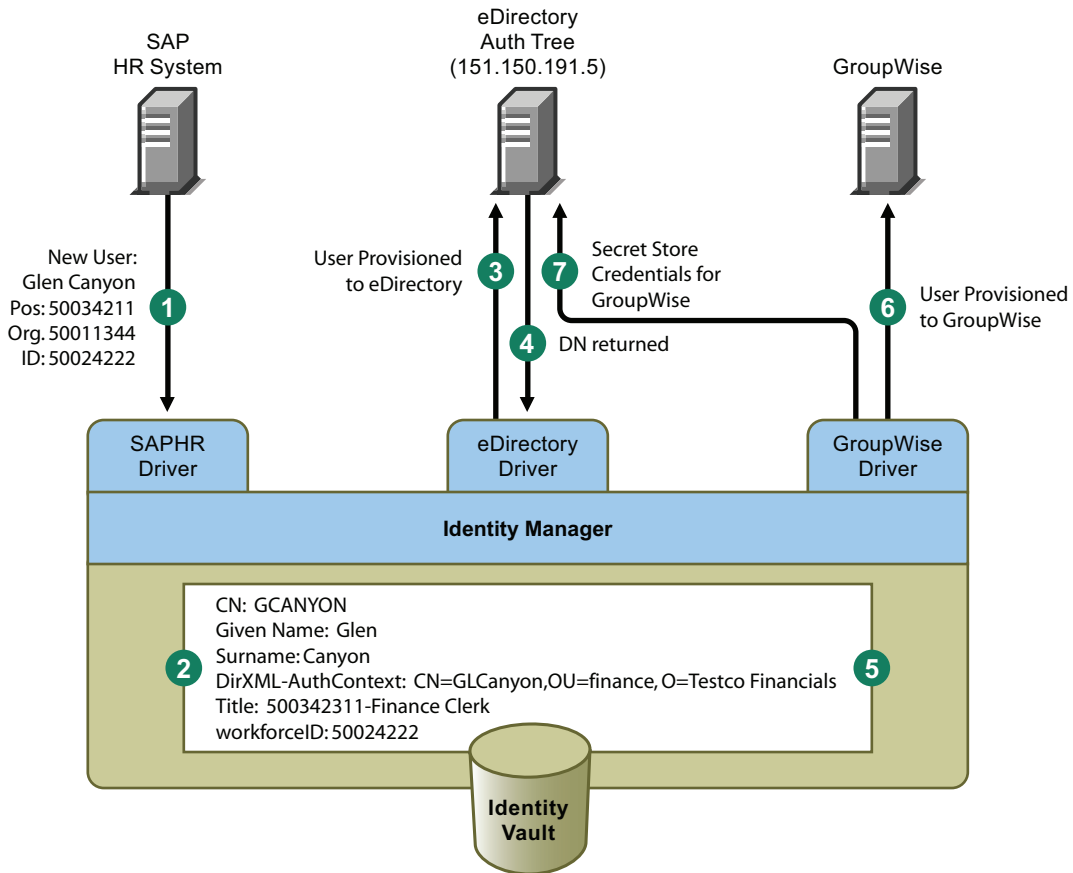 SAP
HR System
eDirectory
Auth Tree
(151.150.191.5)
GroupWise
New User:
Glen Canyon
Pos: 50034211
Org. 50011344
ID: 50024222
1
User Provisioned
to eDirectory
3
7
Secret Store
Credentials for
GroupWise
4
DN returned
6
User Provisioned
to GroupWise
SAPHR
Driver
eDirectory
Driver
GroupWise
Driver
Identity Manager
2
CN: GCANYON
Given Name: Glen
Surname: Canyon
DirXML-AuthContext: CN=GLCanyon,OU=finance, O=Testco Financials
Title: 500342311-Finance Clerk
workforceID: 50024222
5
Identity
Vault